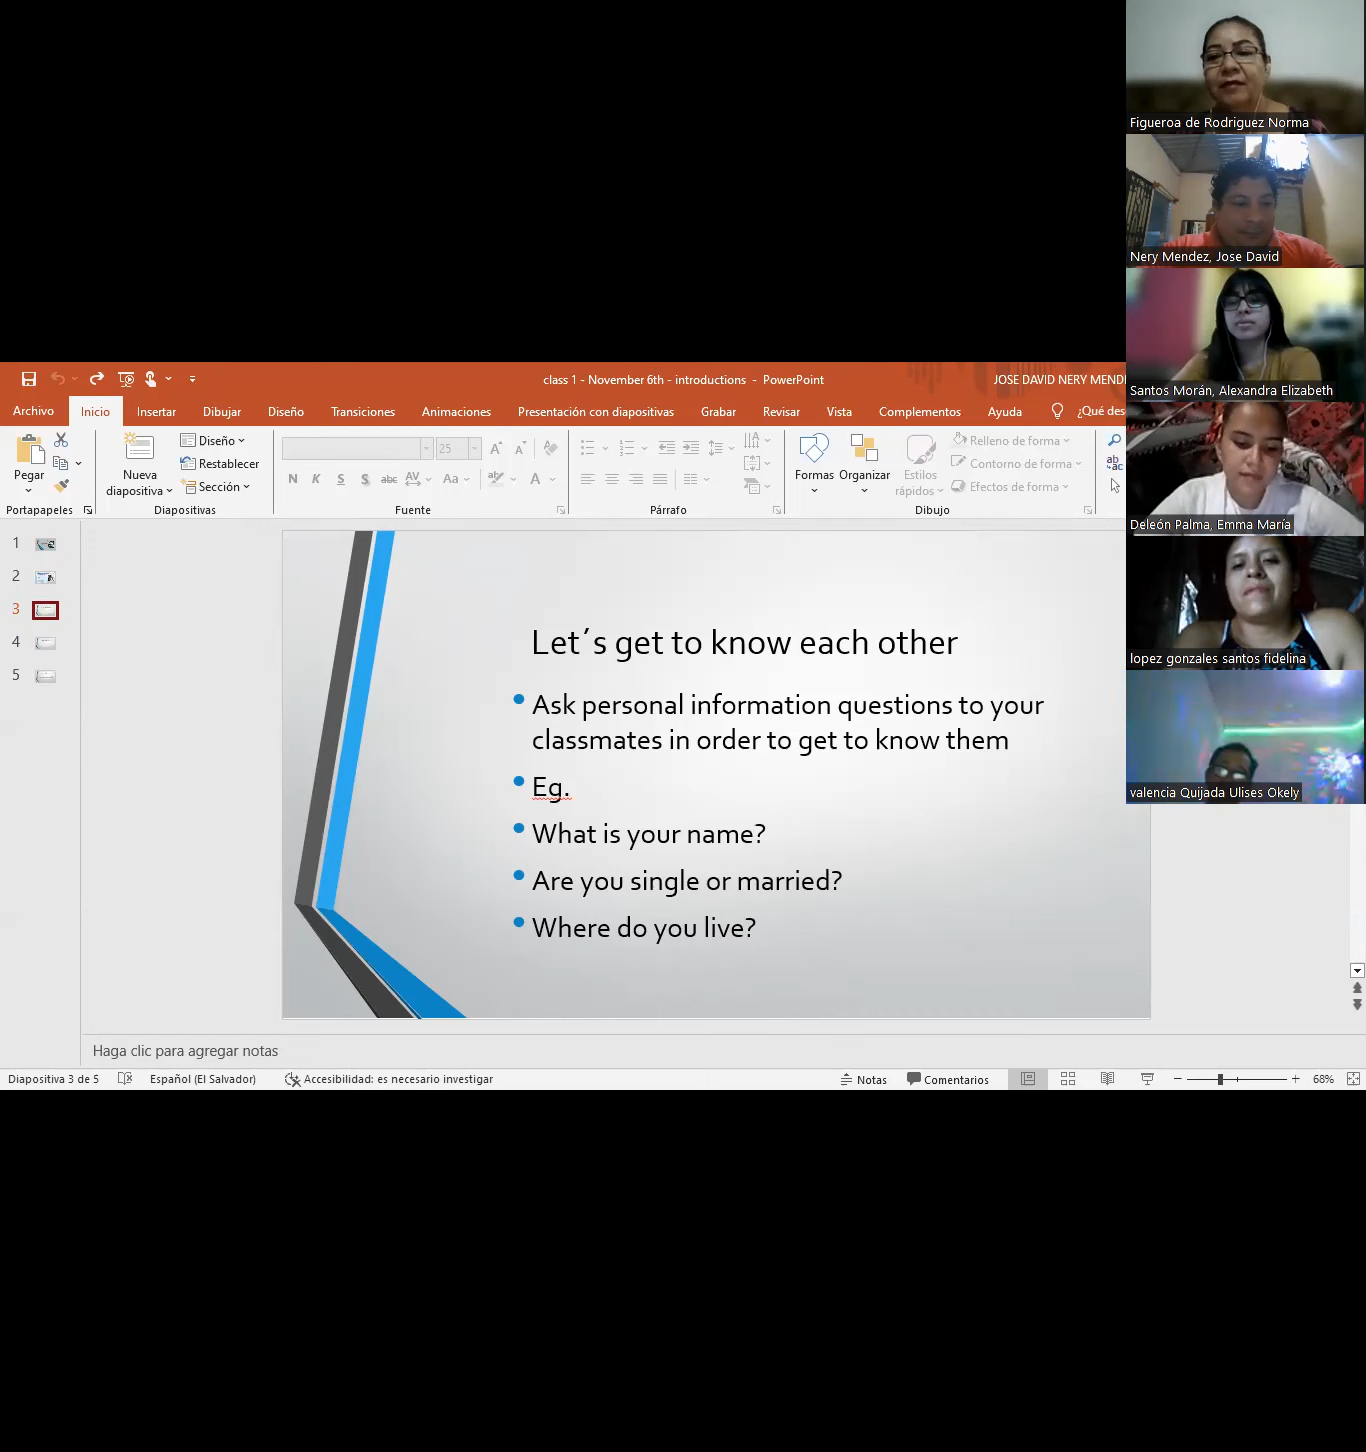 Figueroa de Rodriguez Norma
Nery Mendez, Jose David
Santos Morán, Alexandra Elizabeth
Deleón Palma, Emma María
lopez gonzales santos fidelina
valencia Quijada Ulises Okely
class 1 - November 6th - introductions - PowerPoint
JOSE DAVID NERY MENDE
Archivo
Inicio
Insertar
Dibujar
Diseño
Transiciones
Animaciones
Presentación con diapositivas
Grabar
Revisar
Vista
Complementos
Ayuda
¿Qué des
Pegar
Portapapeles
Nueva
diapositiva
Diseño
Restablecer
Sección
Diapositivas
25
N K S S abc AV Aa A
Fuente
Párrafo
Formas
Organizar
Estilos
rápidos
Relleno de forma
Contorno de forma
Efectos de forma
Dibujo
1
2
3
4
5
Let´s get to know each other
Ask personal information questions to your
classmates in order to get to know them
Eg.
What is your name?
Are you single or married?
Where do you live?
Haga clic para agregar notas
Diapositiva 3 de 5
Español (El Salvador)
Accesibilidad: es necesario investigar
Notas
Comentarios
68%